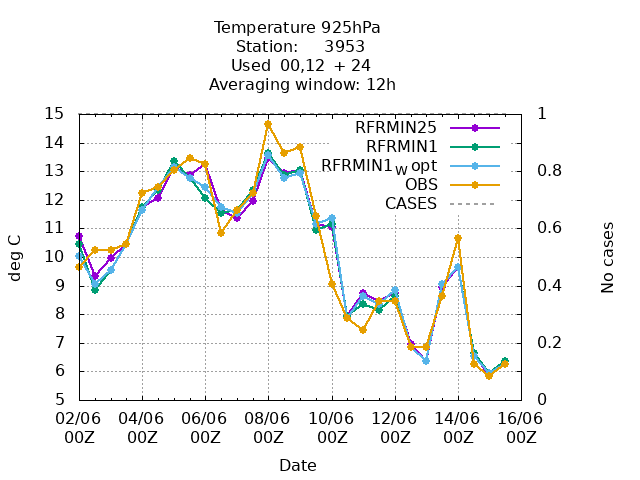 Temperature 925hPa
Station: 3953
Used 00,12 + 24
Averaging window: 12h
15 1
14
13 0.8
12
11 0.6
10
9 0.4
8
7 0.2
6
5 0
deg C
No cases
RFRMIN25
RFRMIN1
RFRMIN1w opt
OBS
CASES
02/06 04/06 06/06 08/06 10/06 12/06 14/06 16/06
00Z 00Z 00Z 00Z 00Z 00Z 00Z 00Z
Date